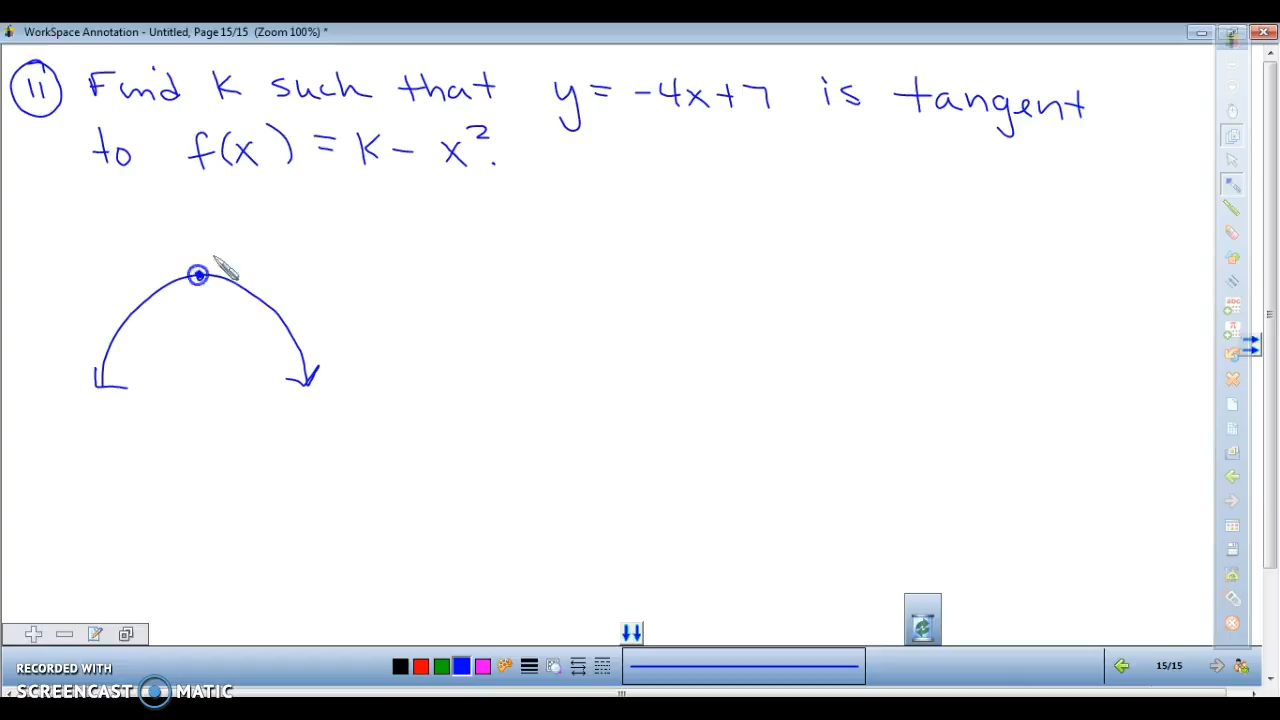 WorkSpace Annotation - Untitled, Page 15/15 (Zoom 100%) *
11 Find k such that y = -4x+7 is tangent
to f(x) = k - x².
abc
π
RECORDED WITH
SCREENCAST MATIC
15/15